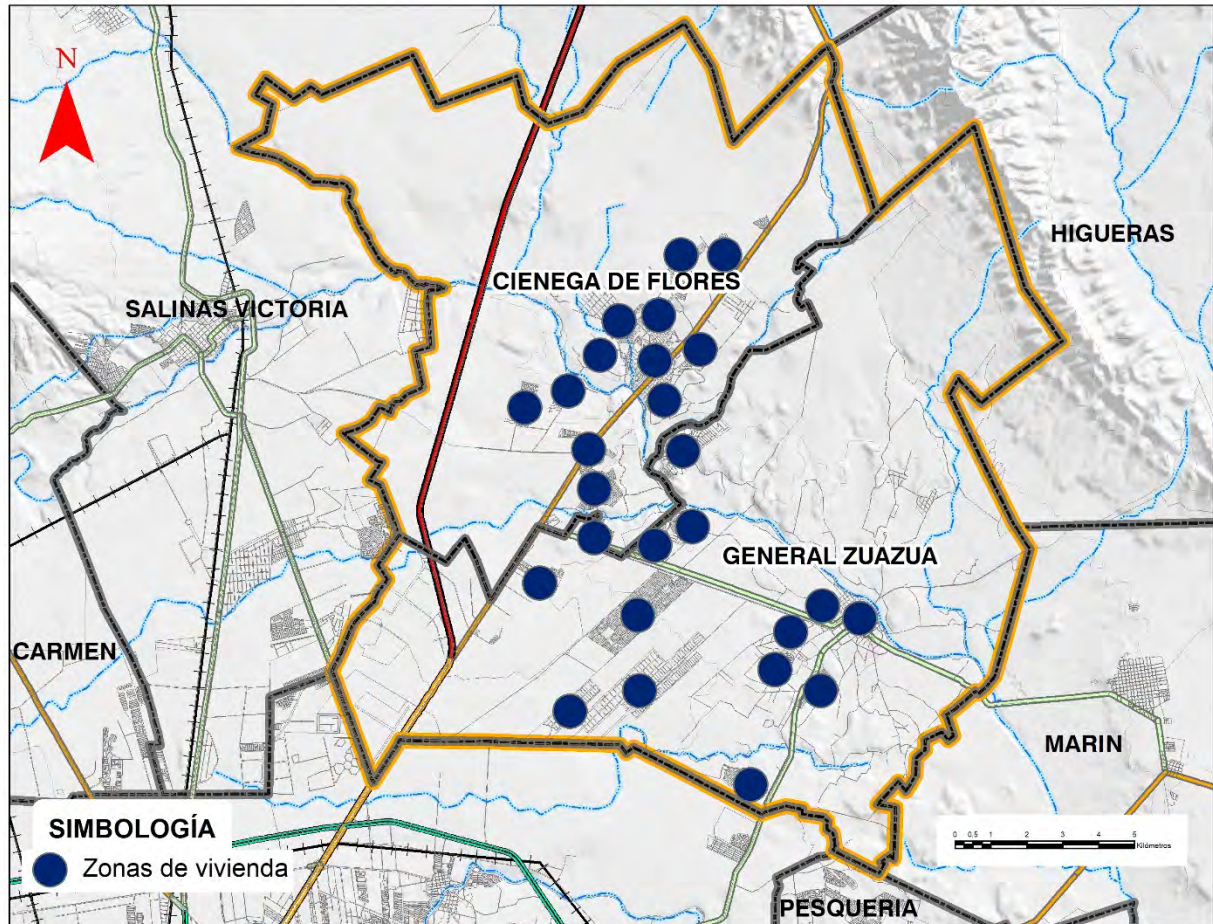 N
HIGUERAS
CIENEGA DE FLORES
SALINAS VICTORIA
GENERAL ZUAZUA
CARMEN
MARIN
SIMBOLOGÍA
Zonas de vivienda
0 0.5 1 2 3 4 5
Kilómetros
PESQUERIA